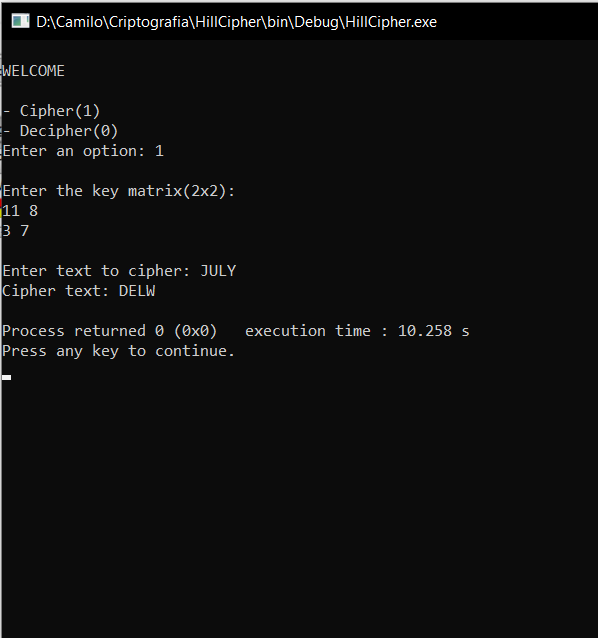 D:\Camilo\Criptografia\HillCipher\bin\Debug\HillCipher.exe
WELCOME
- Cipher(1)
- Decipher(0)
Enter an option: 1
Enter the key matrix(2x2):
11 8
3 7
Enter text to cipher: JULY
Cipher text: DELW
Process returned 0 (0x0)   execution time : 10.258 s
Press any key to continue.